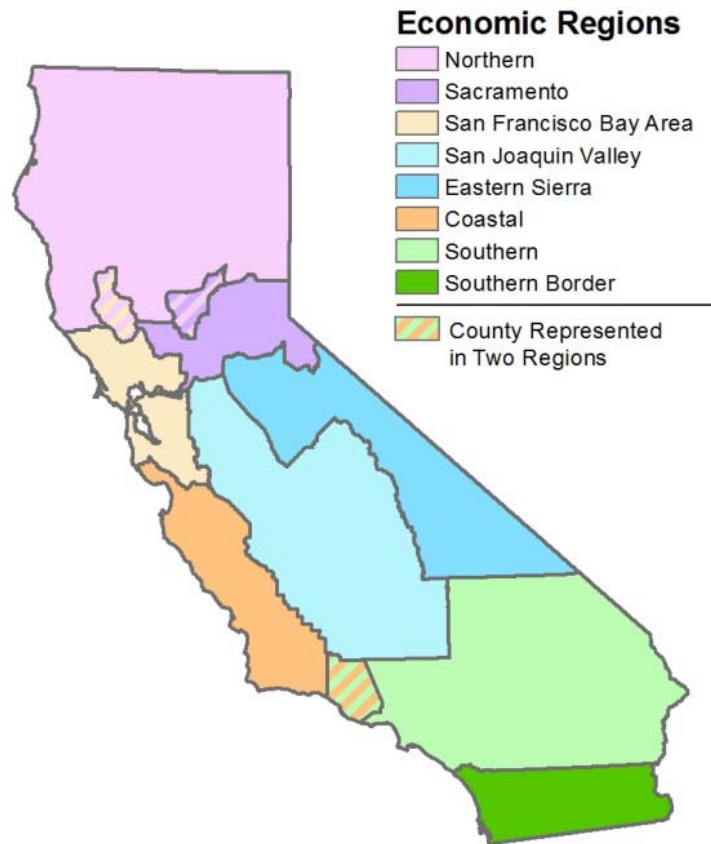 Economic Regions
Northern
Sacramento
San Francisco Bay Area
San Joaquin Valley
Eastern Sierra
Coastal
Southern
Southern Border
County Represented
in Two Regions